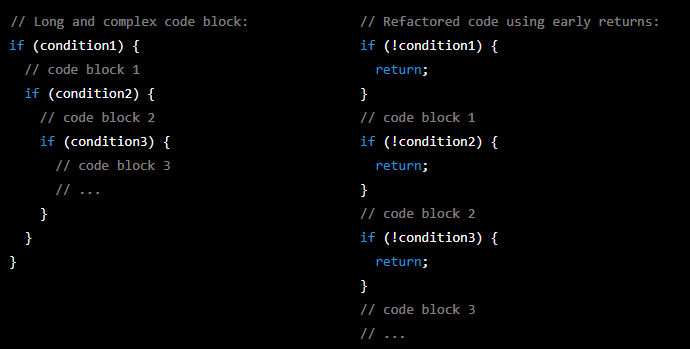 // Long and complex code block:
if (condition1) {
  // code block 1
  if (condition2) {
    // code block 2
    if (condition3) {
      // code block 3
      // ...
    }
  }
}
// Refactored code using early returns:
if (!condition1) {
  return;
}
// code block 1
if (!condition2) {
  return;
}
// code block 2
if (!condition3) {
  return;
}
// code block 3
// ...